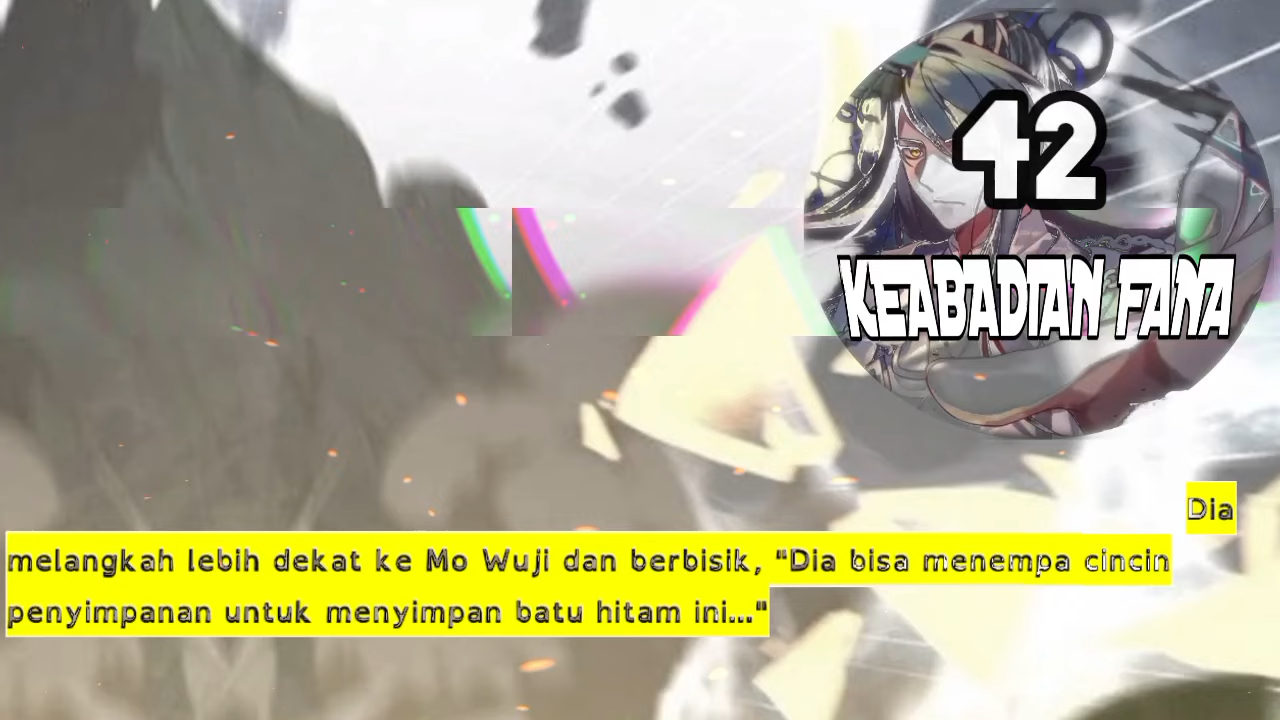 42
KEABADIAN FANA
Dia
melangkah lebih dekat ke Mo Wuji dan berbisik, "Dia bisa menempa cincin
penyimpanan untuk menyimpan batu hitam ini..."